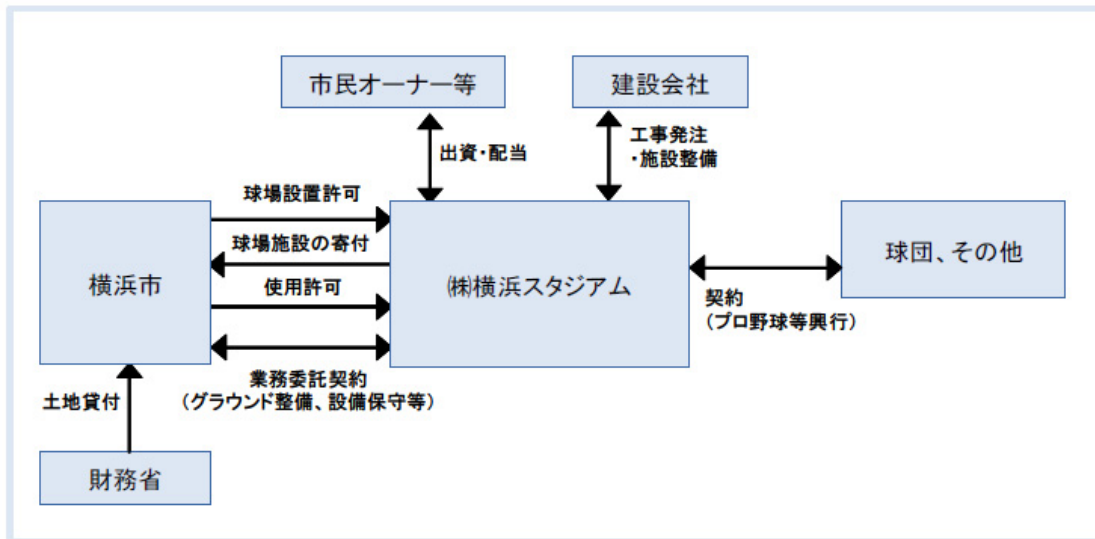 市民オーナー等
建設会社
出資・配当
工事発注
・施設整備
球場設置許可
球場施設の寄付
使用許可
横浜市
㈱横浜スタジアム
球団、その他
契約
（プロ野球等興行）
業務委託契約
（グラウンド整備、設備保守等）
土地貸付
財務省